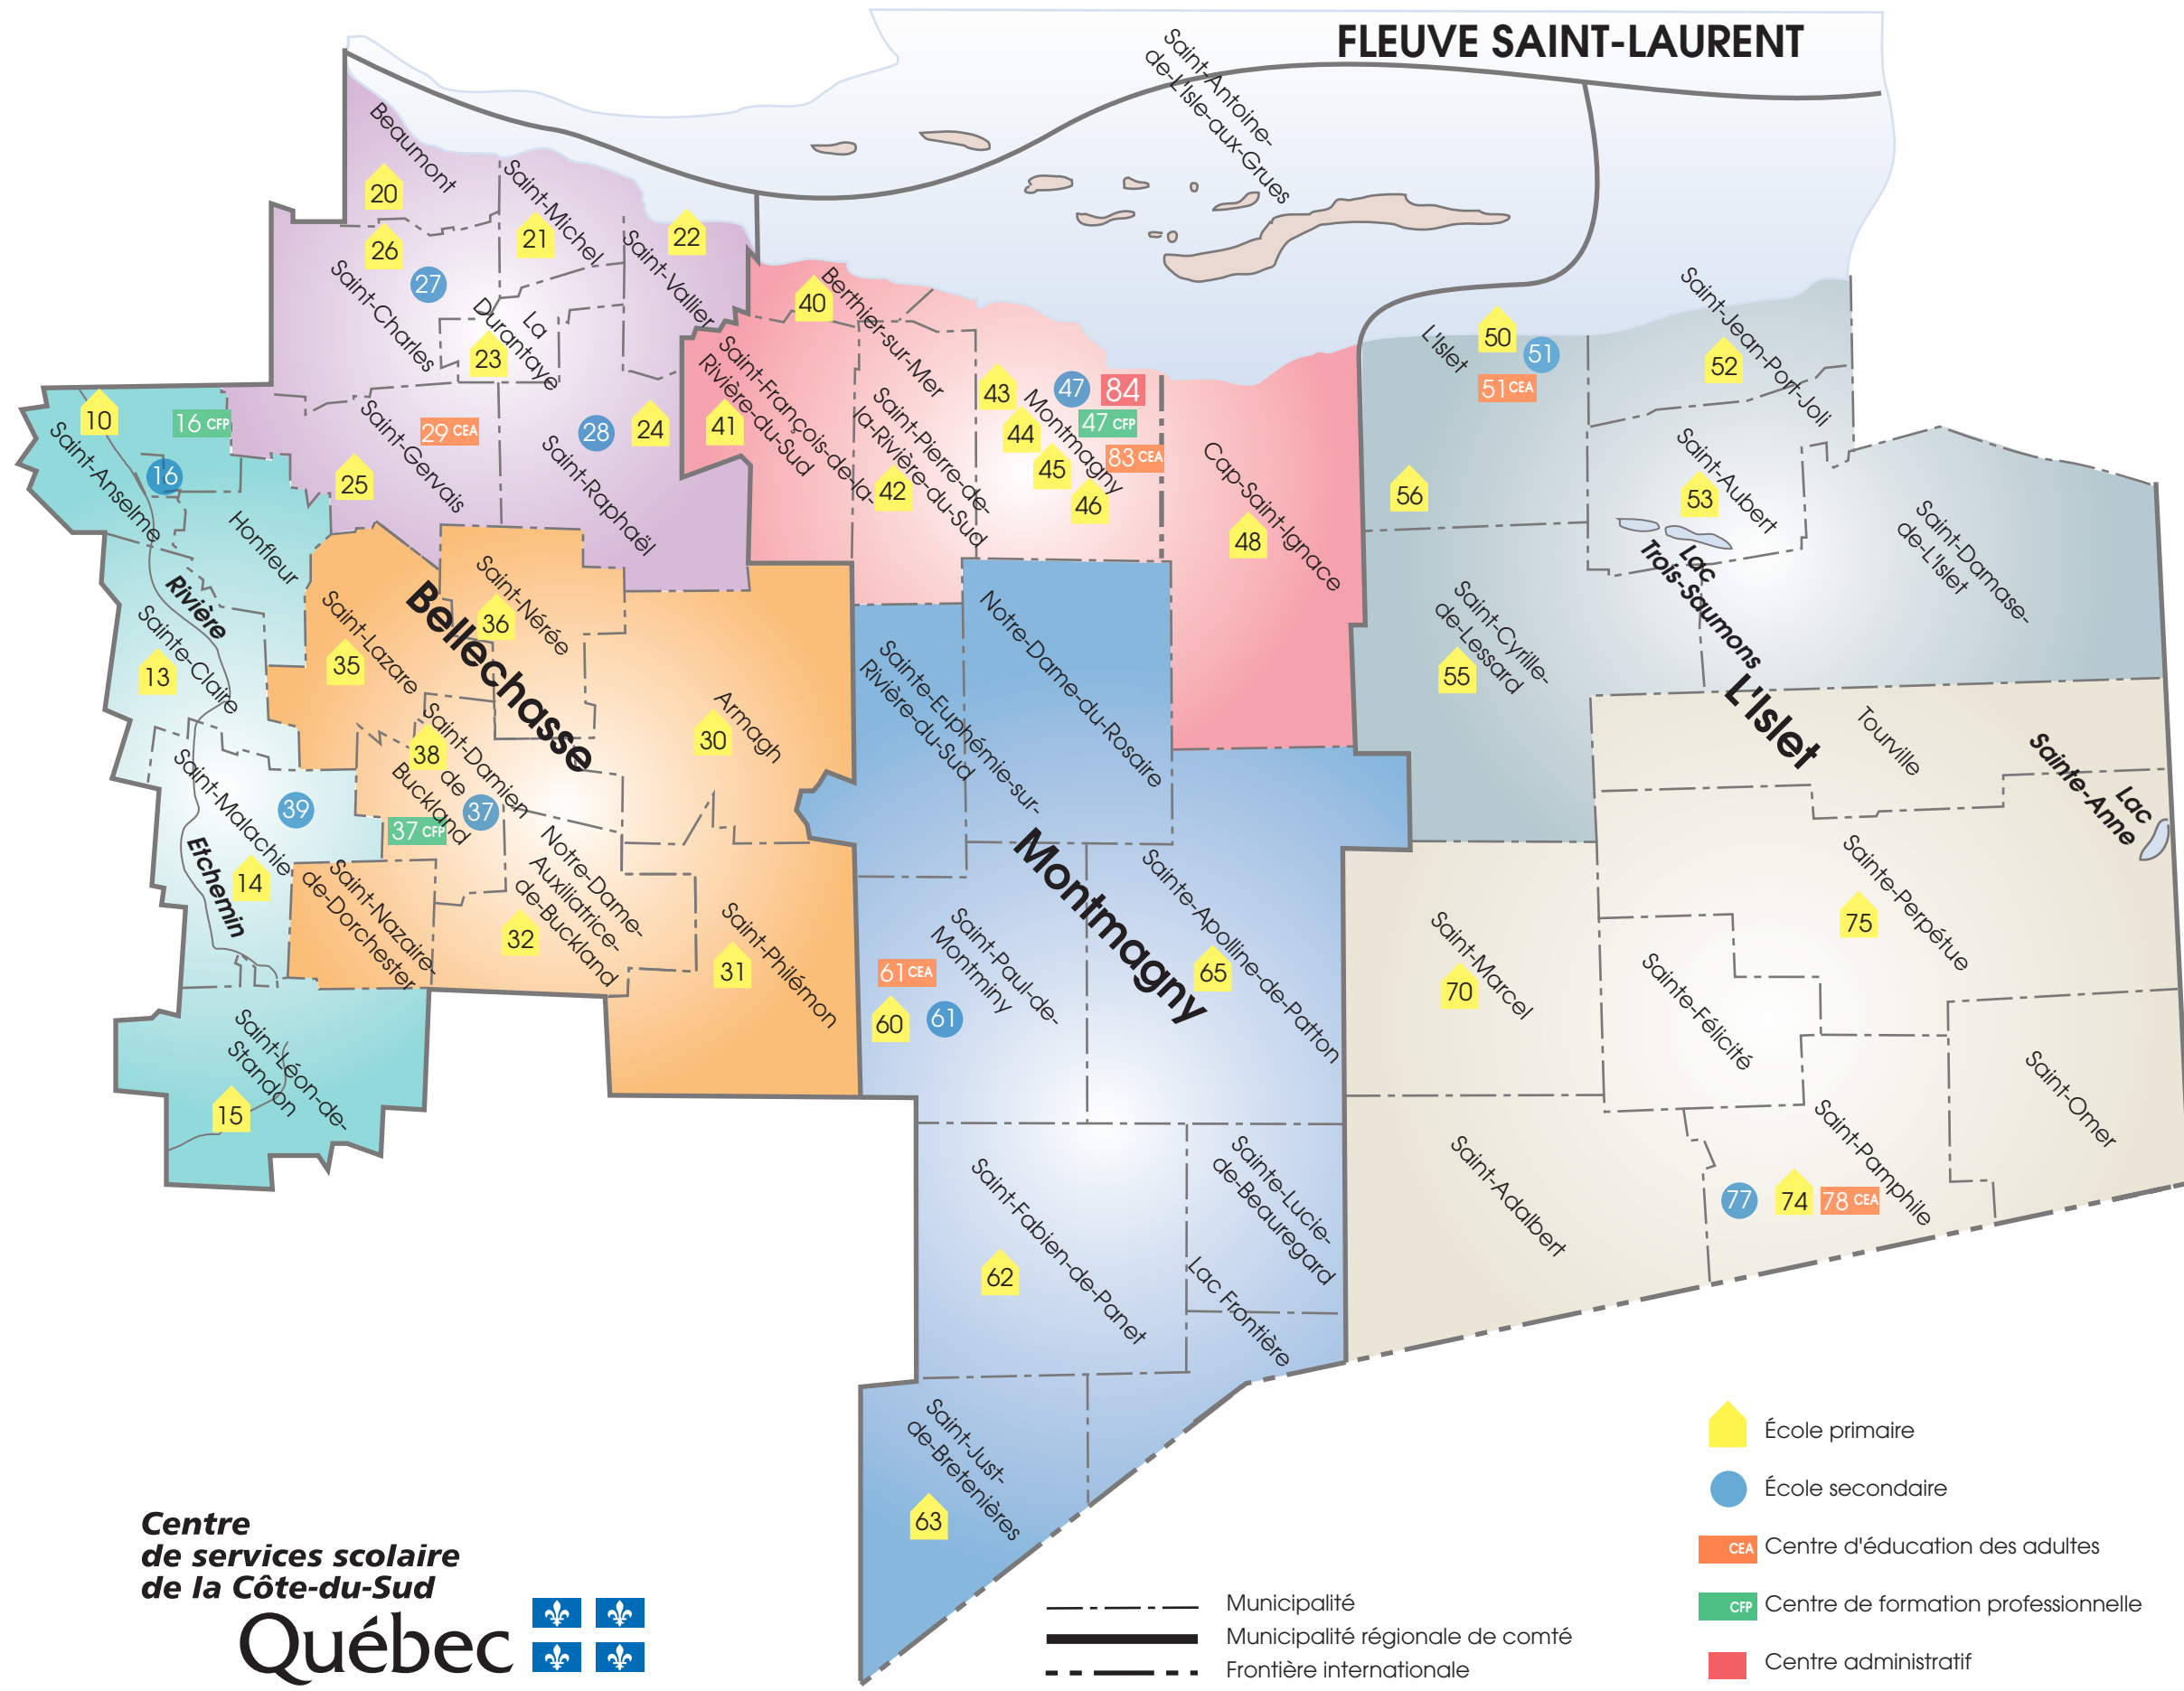 FLEUVE SAINT-LAURENT
Saint-Antoine-
de-L'Isle-aux-Grues
Beaumont
20
Saint-Michel
21
22
Saint-Vallier
26
27
Saint-Charles
La
Durantaye
23
10
16 CFP
Saint-Anselme
16
Honfleur
25
Saint-Gervais
29 CEA
28
24
Saint-Raphaël
40
Berthier-sur-Mer
Saint-François-de-la-
Rivière-du-Sud
41
Saint-Pierre-de-
la-Rivière-du-Sud
42
43
47
84
Montmagny
44
47 CFP
45
83 CEA
46
Cap-Saint-Ignace
48
L'Islet
50
51
51 CEA
56
Saint-Jean-Port-Joli
52
Saint-Aubert
53
Lac
Trois-Saumons
Saint-Damase-
de-L'Islet
Saint-Cyrille-
de-Lessard
55
L'Islet
Rivière
Sainte-Claire
13
Saint-Lazare
35
Bellechasse
Saint-Nérée
36
Saint-Damien
de
Buckland
38
37
37 CFP
Armagh
30
Saint-Malachie
39
14
Etchemin
Saint-Nazaire-
de-Dorchester
Notre-Dame-
Auxiliatrice-
de-Buckland
32
Saint-Philémon
31
Saint-Léon-de-
Standon
15
Sainte-Euphémie-sur-
Rivière-du-Sud
Notre-Dame-du-Rosaire
Montmagny
Saint-Paul-de-
Montminy
61 CEA
60
61
Sainte-Apolline-de-Patton
65
Saint-Fabien-de-Panet
62
Sainte-Lucie-
de-Beauregard
Lac Frontière
Saint-Just-
de-Bretenières
63
Tourville
Lac
Sainte-Anne
Sainte-Perpétue
75
Saint-Marcel
70
Sainte-Félicité
Saint-Omer
Saint-Adalbert
Saint-Pamphile
77
74
78 CEA
École primaire
École secondaire
CEA Centre d'éducation des adultes
CFP Centre de formation professionnelle
Centre administratif
Municipalité
Municipalité régionale de comté
Frontière internationale
Centre
de services scolaire
de la Côte-du-Sud
Québec